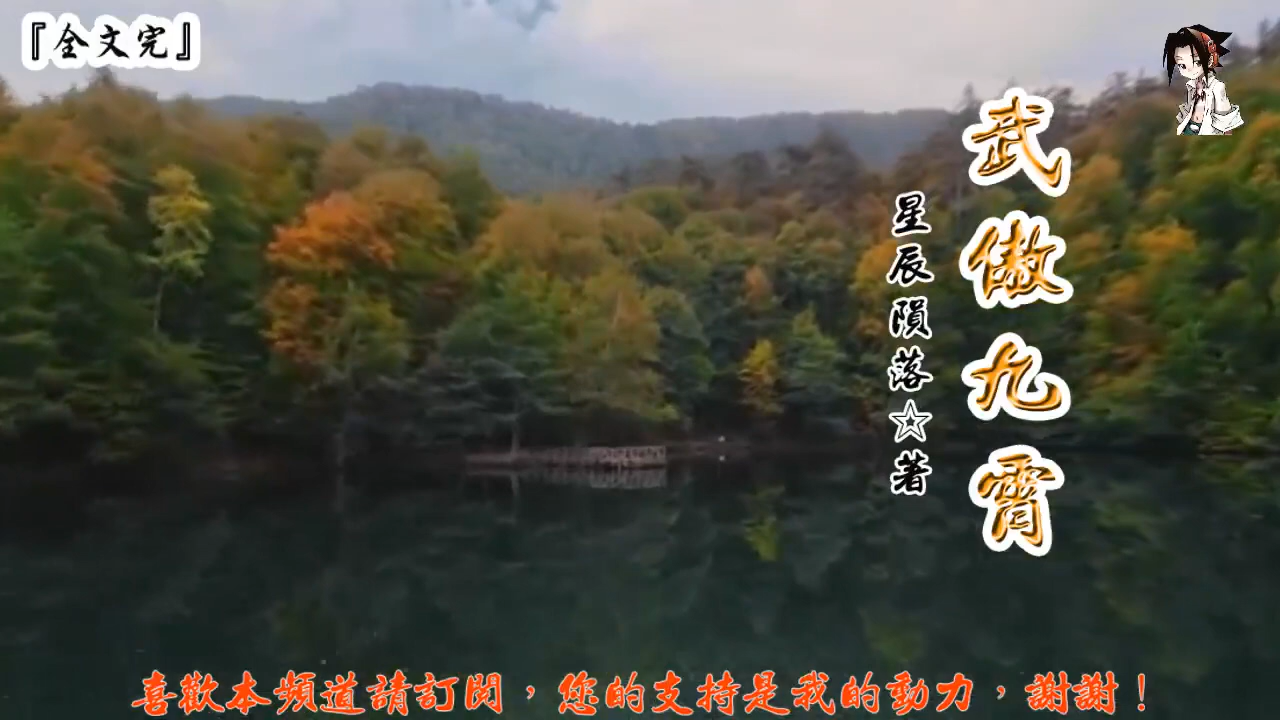 『全文完』
武傲九霄
星辰隕落☆著
喜歡本頻道請訂閱，您的支持是我的動力，謝謝！